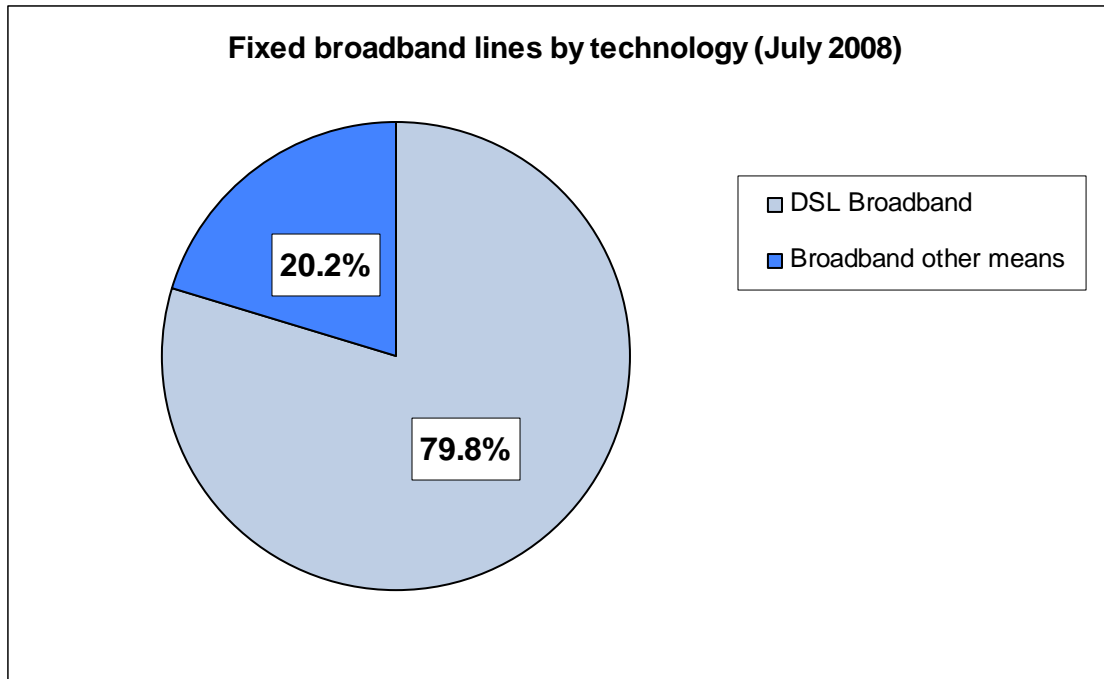 Fixed broadband lines by technology (July 2008)
DSL Broadband
Broadband other means
20.2%
79.8%